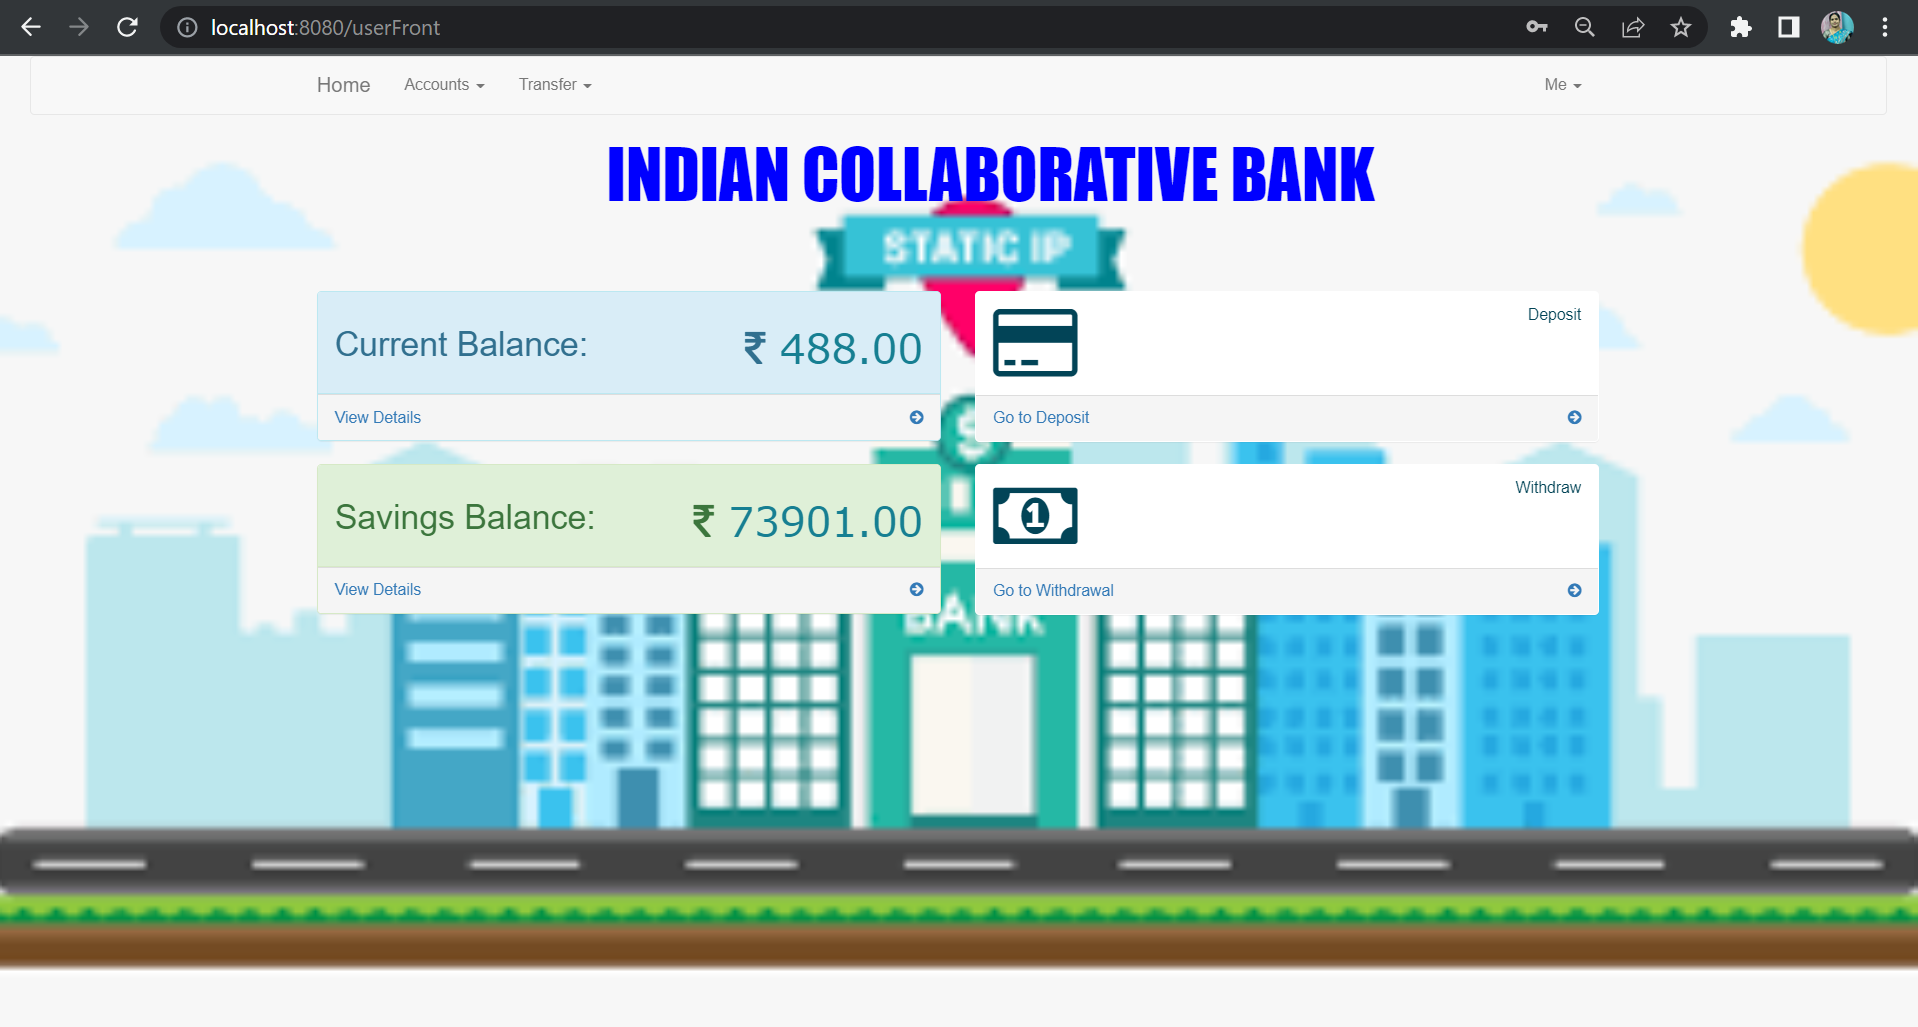 localhost:8080/userFront
Home Accounts Transfer Me
INDIAN COLLABORATIVE BANK
STATIC IP
Current Balance: ₹ 488.00
View Details
Deposit
Go to Deposit
$
Savings Balance: ₹ 73901.00
View Details
Withdraw
1
Go to Withdrawal
BANK